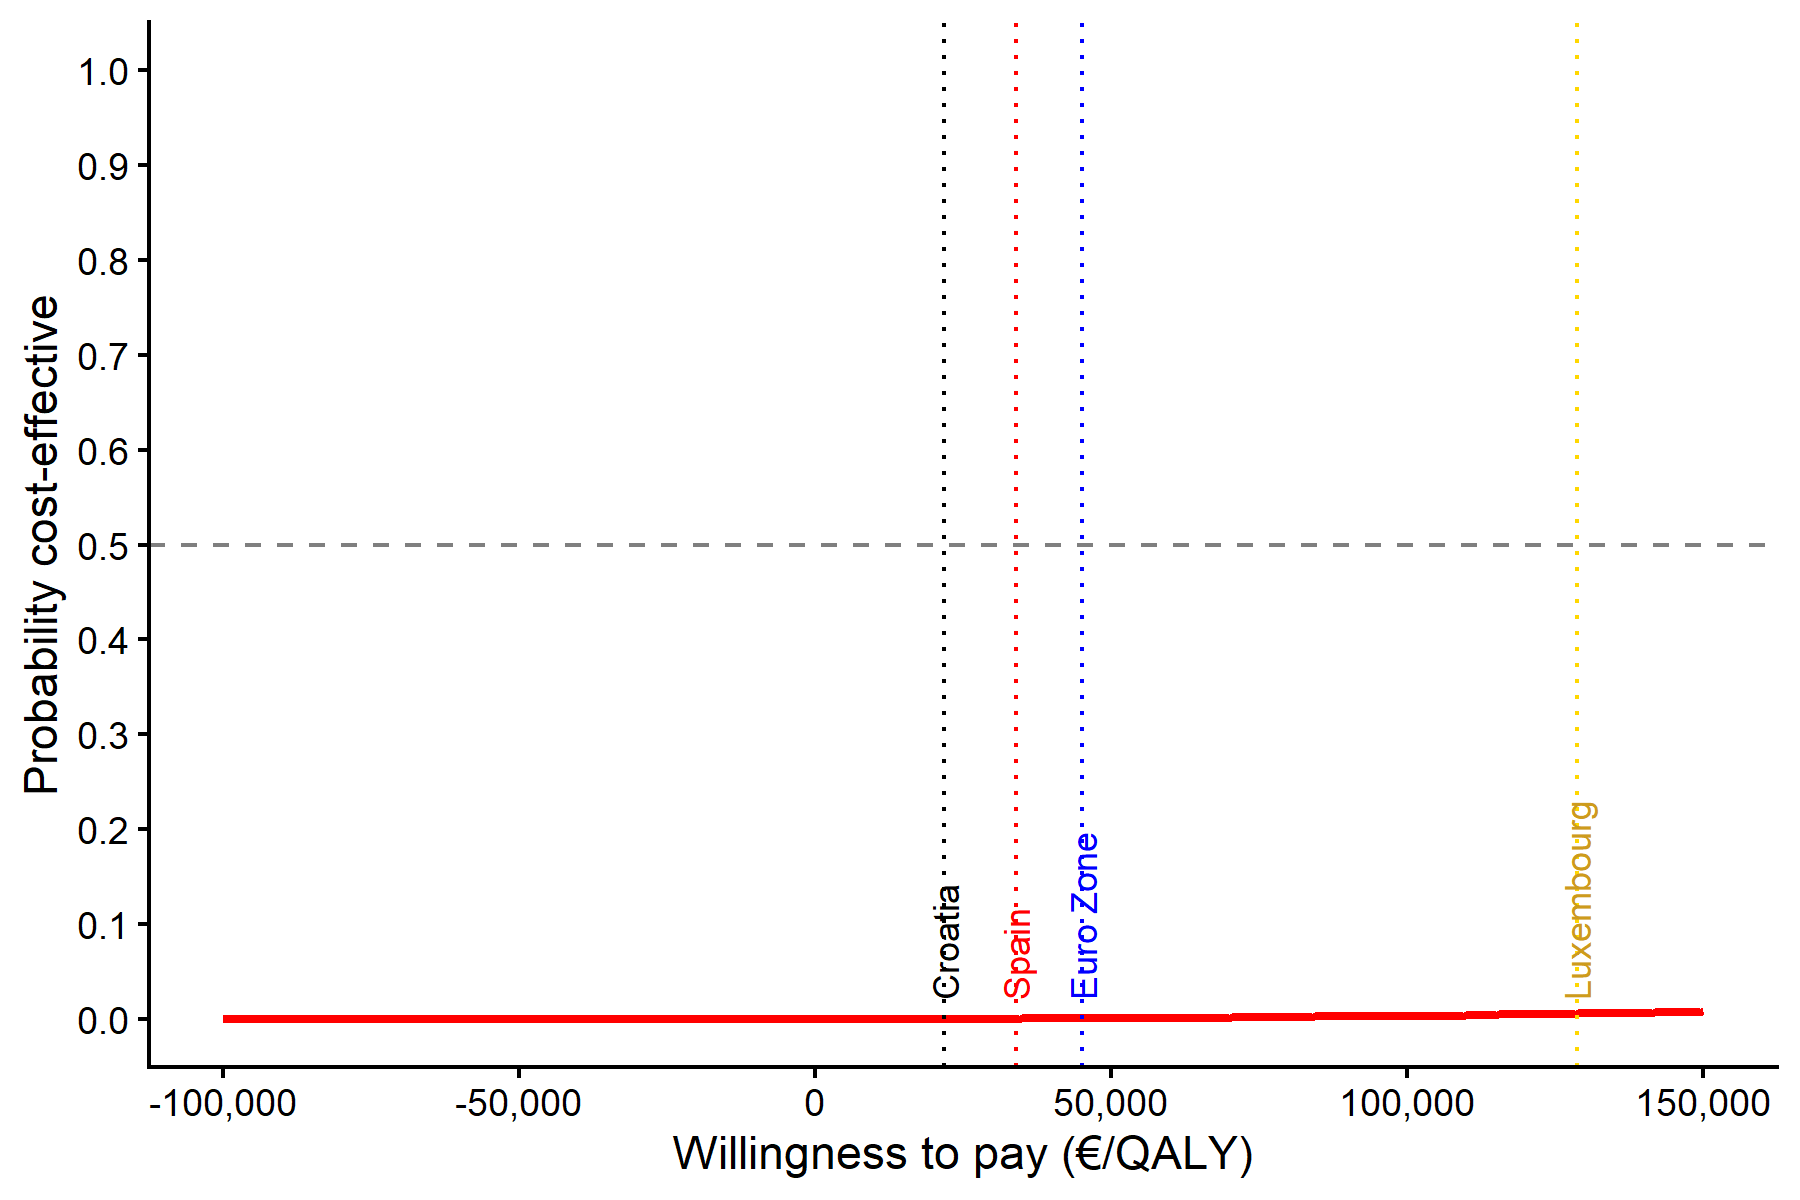 Probability cost-effective
1.0
0.9
0.8
0.7
0.6
0.5
0.4
0.3
0.2
0.1
0.0
Croatia
Spain
Euro Zone
Luxembourg
-100,000
-50,000
0
50,000
100,000
150,000
Willingness to pay (€/QALY)